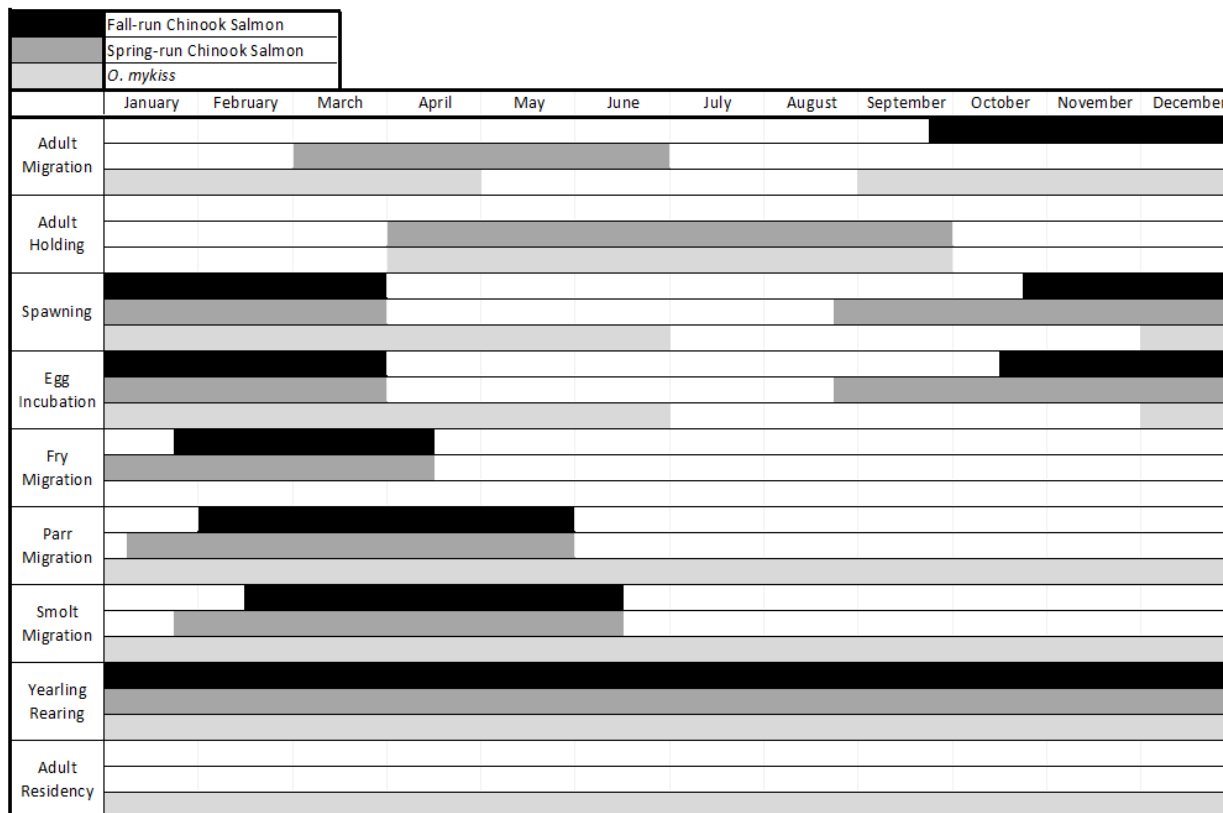 Fall-run Chinook Salmon
Spring-run Chinook Salmon
O. mykiss
January February March April May June July August September October November December
Adult
Migration
Adult
Holding
Spawning
Egg
Incubation
Fry
Migration
Parr
Migration
Smolt
Migration
Yearling
Rearing
Adult
Residency